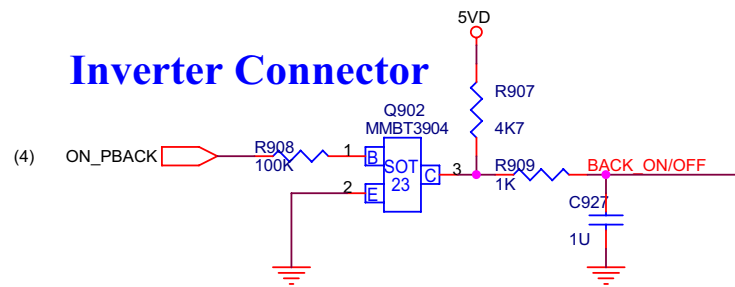 5VD
Inverter Connector
R907
4K7
Q902
MMBT3904
(4)
ON_PBACK
R908
100K
1
B
SOT
23
C
3
2
E
R909
1K
BACK_ON/OFF
C927
1U